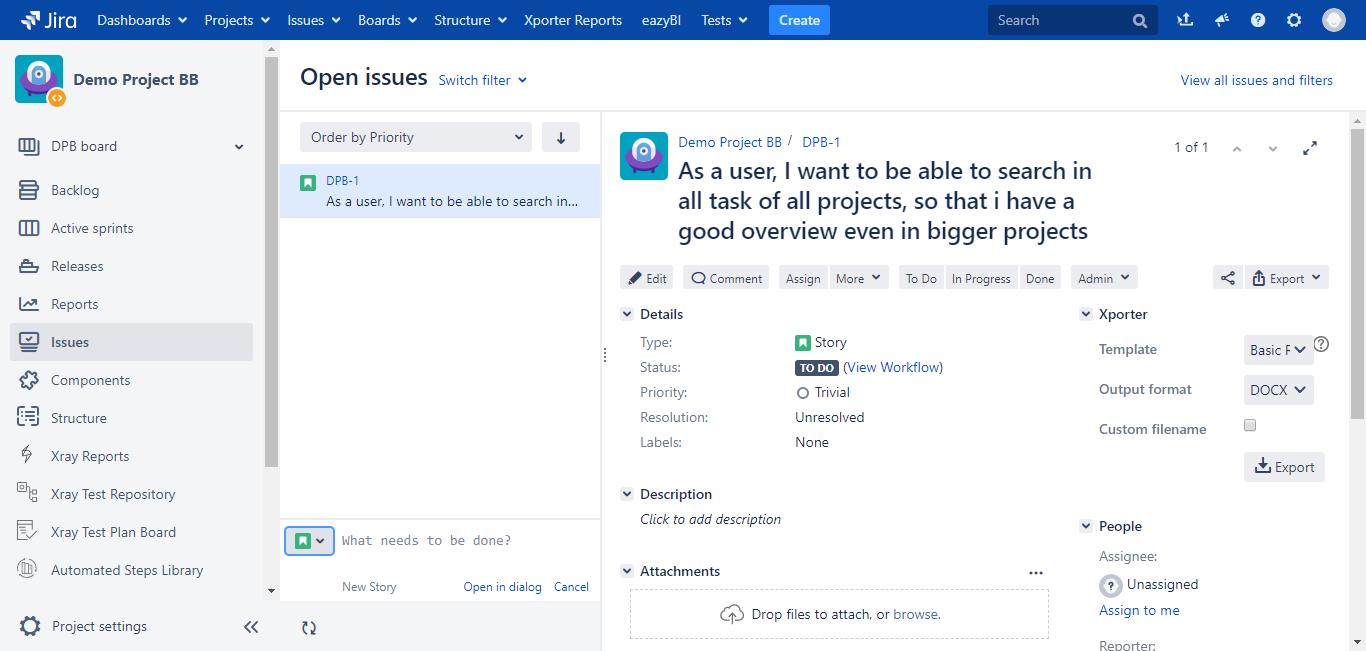 Jira Dashboards Projects Issues Boards Structure Xporter Reports eazyBI Tests Create Search
Demo Project BB
DPB board
Backlog
Active sprints
Releases
Reports
Issues
Components
Structure
Xray Reports
Xray Test Repository
Xray Test Plan Board
Automated Steps Library
Project settings
Open issues Switch filter
View all issues and filters
Order by Priority
DPB-1
As a user, I want to be able to search in...
What needs to be done?
New Story Open in dialog Cancel
Demo Project BB / DPB-1
1 of 1
As a user, I want to be able to search in
all task of all projects, so that i have a
good overview even in bigger projects
Edit Comment Assign More To Do In Progress Done Admin Export
Details
Type: Story
Status: TO DO (View Workflow)
Priority: Trivial
Resolution: Unresolved
Labels: None
Description
Click to add description
Attachments
Drop files to attach, or browse.
Xporter
Template Basic F
Output format DOCX
Custom filename
Export
People
Assignee:
Unassigned
Assign to me
Reporter: